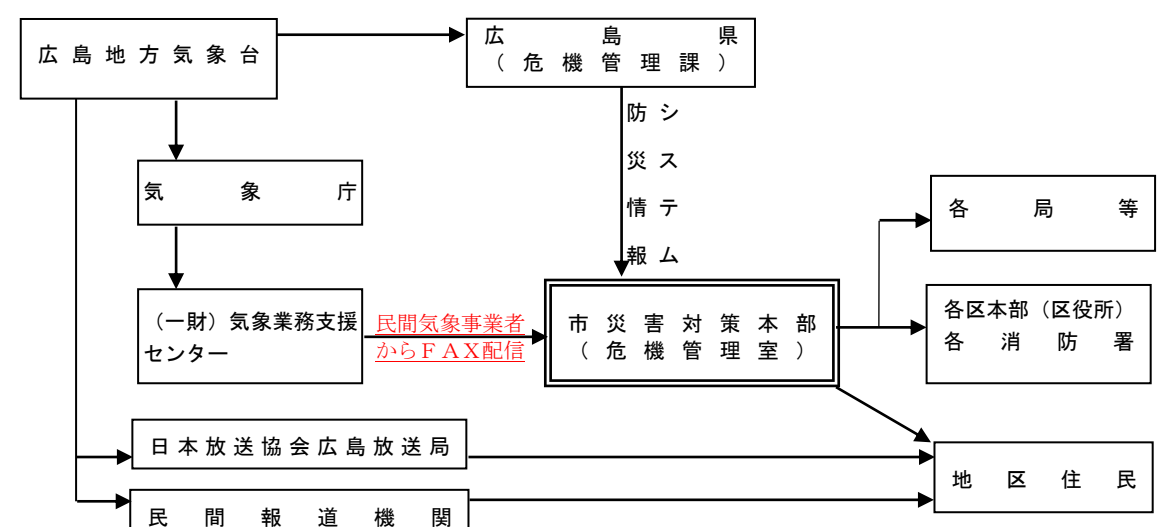 広島地方気象台
広島県
（危機管理課）
防災情報
システム
気象庁
各局等
（一財）気象業務支援
センター
民間気象事業者
からＦＡＸ配信
市災害対策本部
（危機管理室）
各区本部（区役所）
各消防署
日本放送協会広島放送局
地区住民
民間報道機関